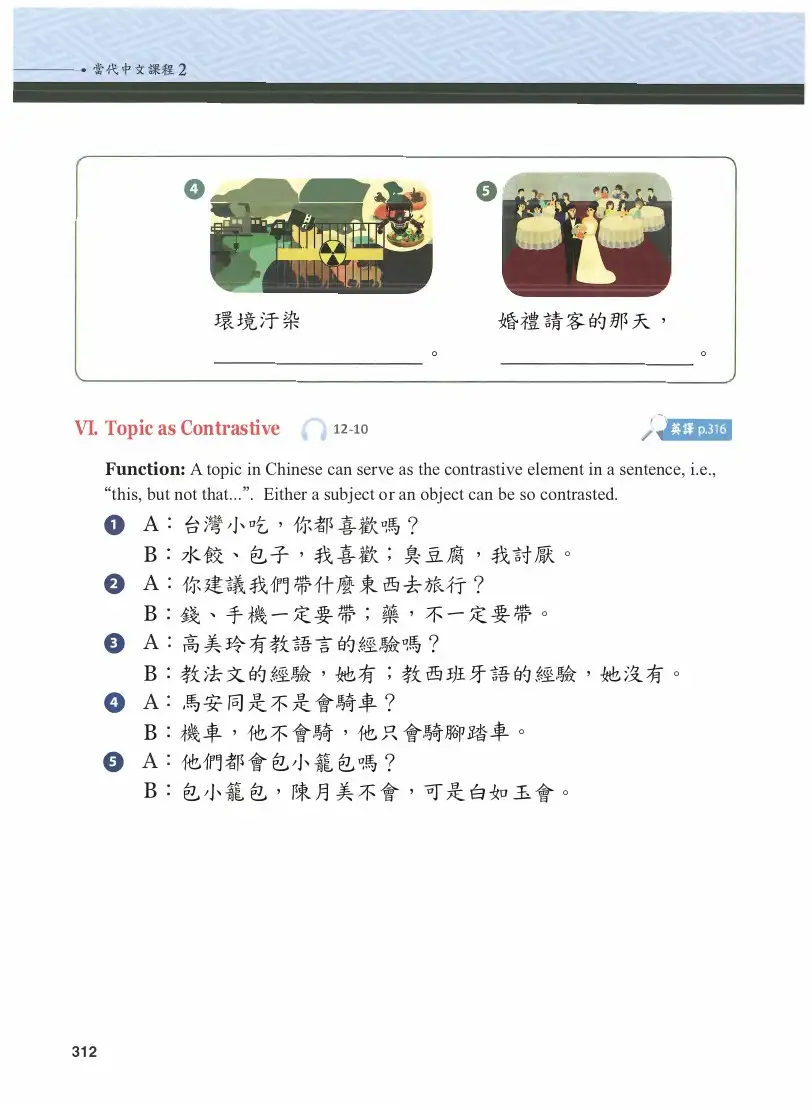 • 當代中文課程 2
4
5
環境汙染
婚禮請客的那天，
____________________。
____________________。
VI. Topic as Contrastive 12-10 英譯 p.316
Function: A topic in Chinese can serve as the contrastive element in a sentence, i.e.,
“this, but not that...”. Either a subject or an object can be so contrasted.
1 A：台灣小吃，你都喜歡嗎？
B：水餃、包子，我喜歡；臭豆腐，我討厭。
2 A：你建議我們帶什麼東西去旅行？
B：錢、手機一定要帶；藥，不一定要帶。
3 A：高美玲有教語言的經驗嗎？
B：教法文的經驗，她有；教西班牙語的經驗，她沒有。
4 A：馬安同是不是會騎車？
B：機車，他不會騎，他只會騎腳踏車。
5 A：他們都會包小籠包嗎？
B：包小籠包，陳月美不會，可是白如玉會。
312